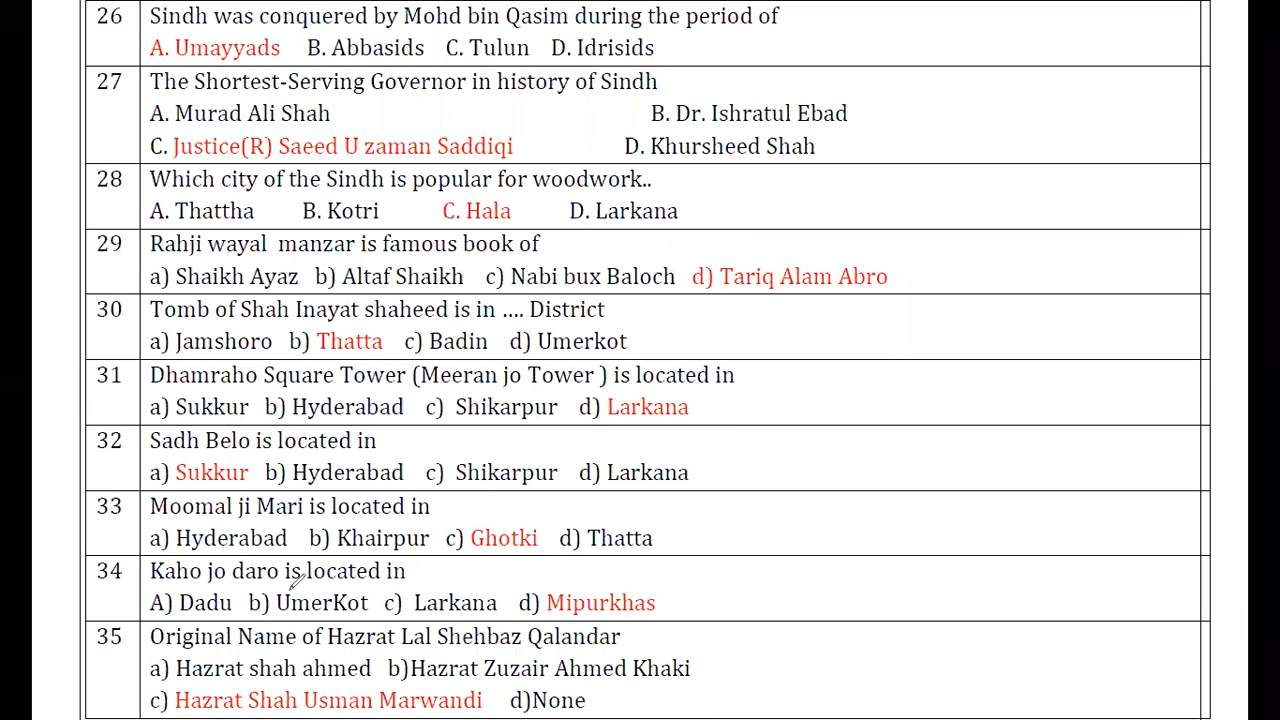 26 Sindh was conquered by Mohd bin Qasim during the period of
A. Umayyads B. Abbasids C. Tulun D. Idrisids
27 The Shortest-Serving Governor in history of Sindh
A. Murad Ali Shah B. Dr. Ishratul Ebad
C. Justice(R) Saeed U zaman Saddiqi D. Khursheed Shah
28 Which city of the Sindh is popular for woodwork..
A. Thattha B. Kotri C. Hala D. Larkana
29 Rahji wayal manzar is famous book of
a) Shaikh Ayaz b) Altaf Shaikh c) Nabi bux Baloch d) Tariq Alam Abro
30 Tomb of Shah Inayat shaheed is in .... District
a) Jamshoro b) Thatta c) Badin d) Umerkot
31 Dhamraho Square Tower (Meeran jo Tower ) is located in
a) Sukkur b) Hyderabad c) Shikarpur d) Larkana
32 Sadh Belo is located in
a) Sukkur b) Hyderabad c) Shikarpur d) Larkana
33 Moomal ji Mari is located in
a) Hyderabad b) Khairpur c) Ghotki d) Thatta
34 Kaho jo daro is located in
A) Dadu b) UmerKot c) Larkana d) Mipurkhas
35 Original Name of Hazrat Lal Shehbaz Qalandar
a) Hazrat shah ahmed b)Hazrat Zuzair Ahmed Khaki
c) Hazrat Shah Usman Marwandi d)None